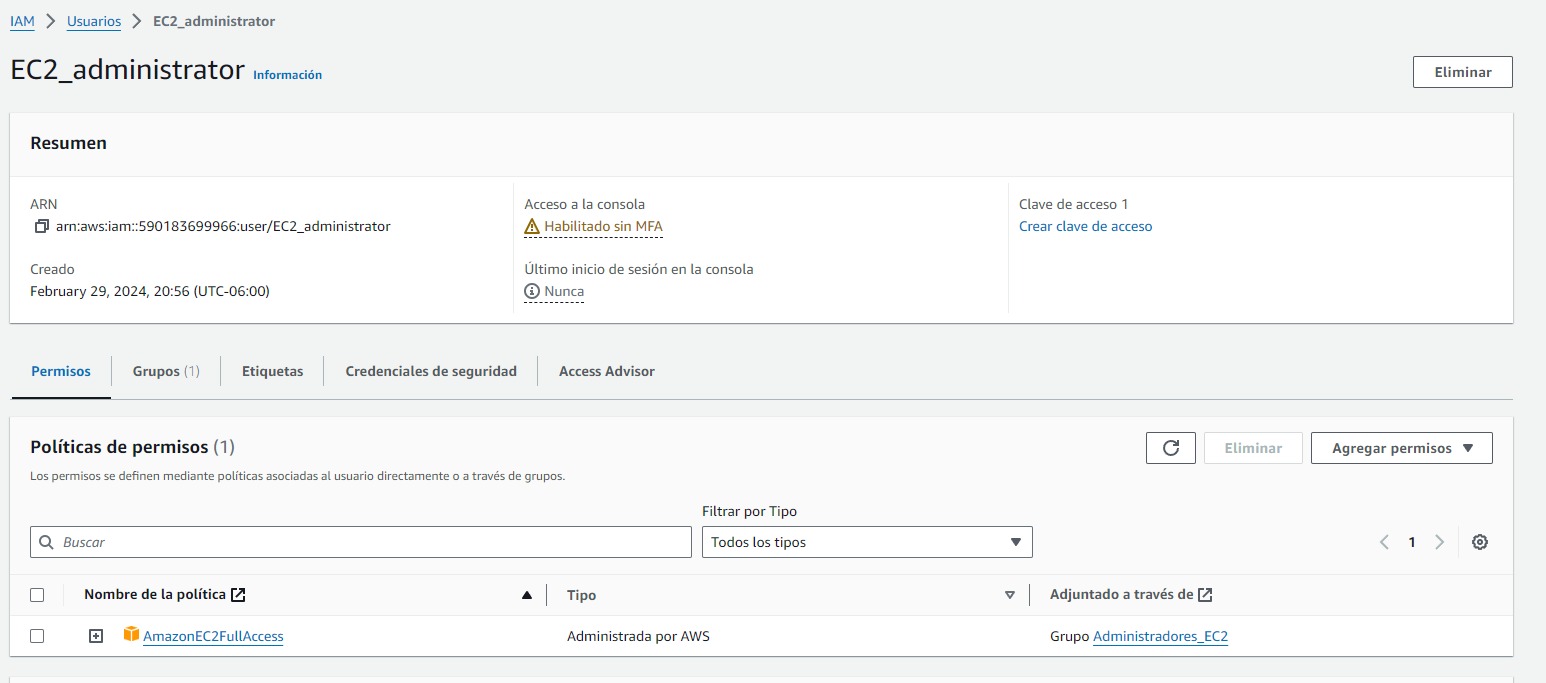 IAM > Usuarios > EC2_administrator
EC2_administrator Información
Eliminar
Resumen
ARN
arn:aws:iam::590183699966:user/EC2_administrator
Creado
February 29, 2024, 20:56 (UTC-06:00)
Acceso a la consola
Habilitado sin MFA
Último inicio de sesión en la consola
Nunca
Clave de acceso 1
Crear clave de acceso
Permisos
Grupos (1)
Etiquetas
Credenciales de seguridad
Access Advisor
Políticas de permisos (1)
Los permisos se definen mediante políticas asociadas al usuario directamente o a través de grupos.
Eliminar
Agregar permisos
Filtrar por Tipo
Buscar
Todos los tipos
1
Nombre de la política
Tipo
Adjuntado a través de
AmazonEC2FullAccess
Administrada por AWS
Grupo Administradores_EC2